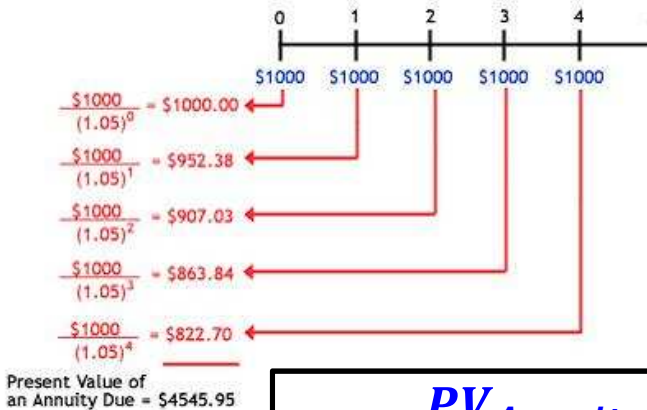 0 1 2 3 4
$1000 $1000 $1000 $1000 $1000
$1000
(1.05)⁰ = $1000.00
$1000
(1.05)¹ = $952.38
$1000
(1.05)² = $907.03
$1000
(1.05)³ = $863.84
$1000
(1.05)⁴ = $822.70
Present Value of
an Annuity Due = $4545.95
PV